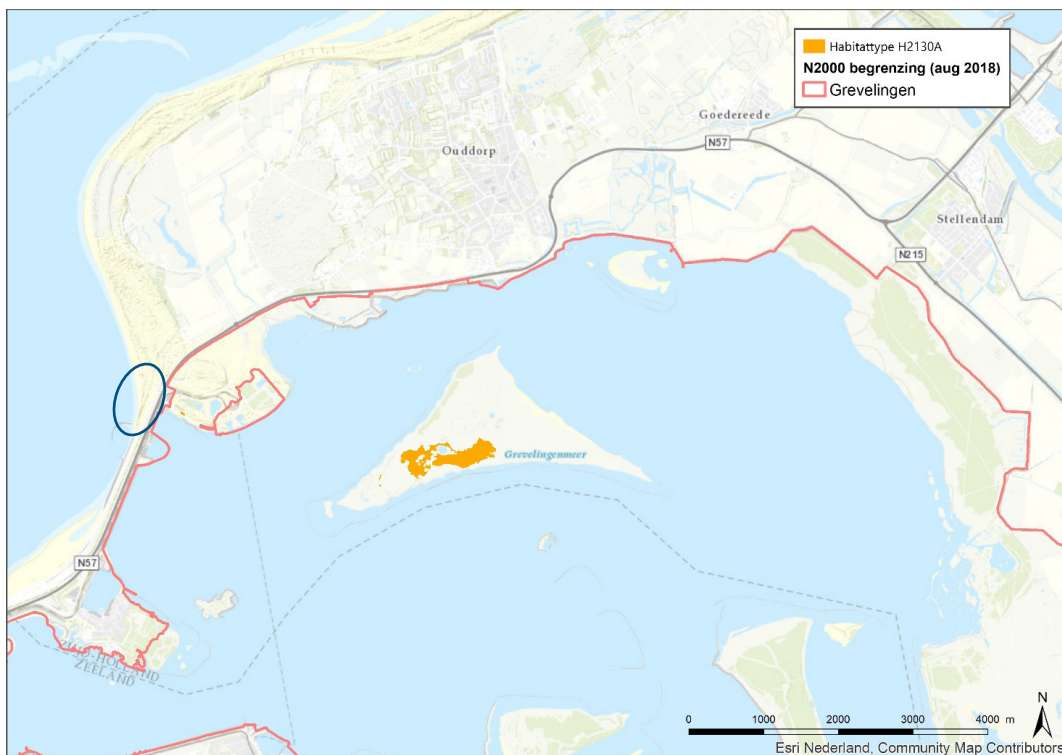 Habitattype H2130A
N2000 begrenzing (aug 2018)
Grevelingen
Goedereede
N57
Ouddorp
Stellendam
N215
Grevelingenmeer
N57
ZUID-HOLLAND
ZEELAND
N
0 1000 2000 3000 4000 m
Esri Nederland, Community Map Contributors